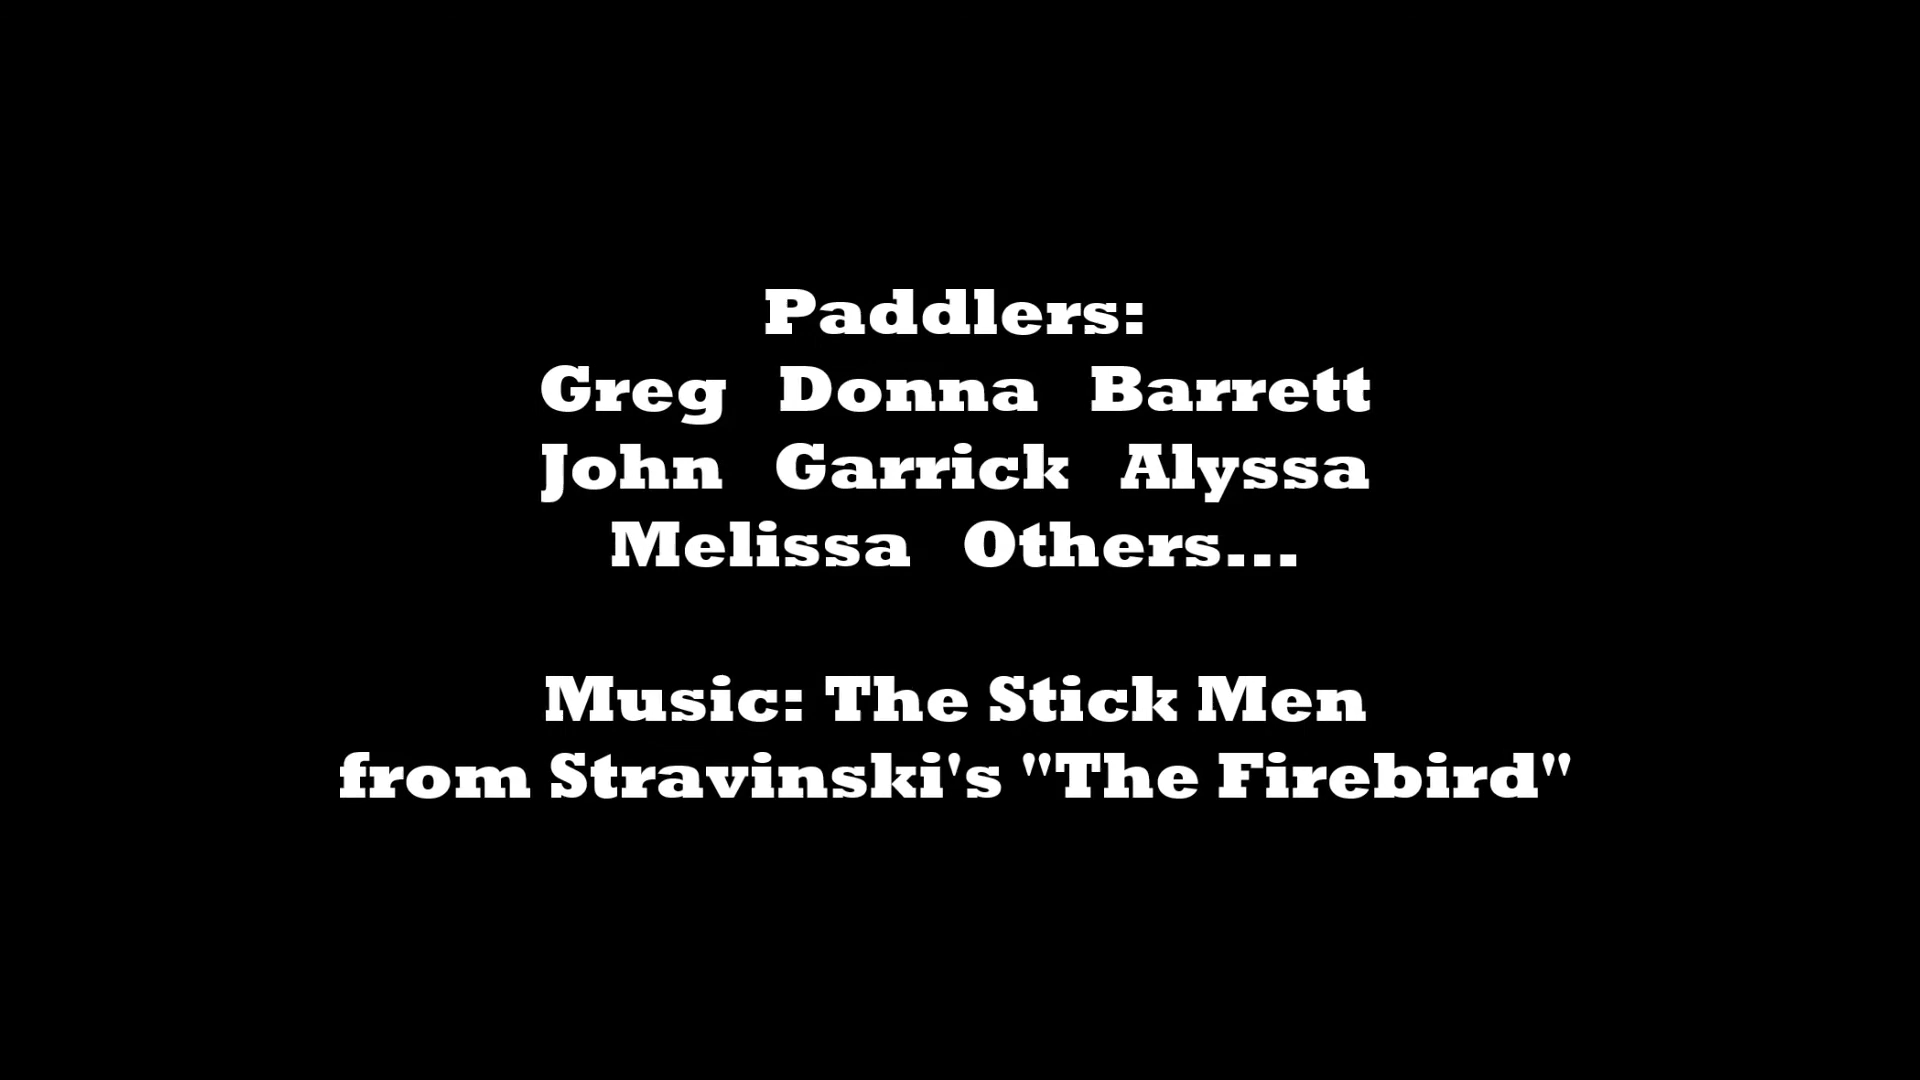 Paddlers:
Greg Donna Barrett
John Garrick Alyssa
Melissa Others...
Music: The Stick Men
from Stravinski's "The Firebird"